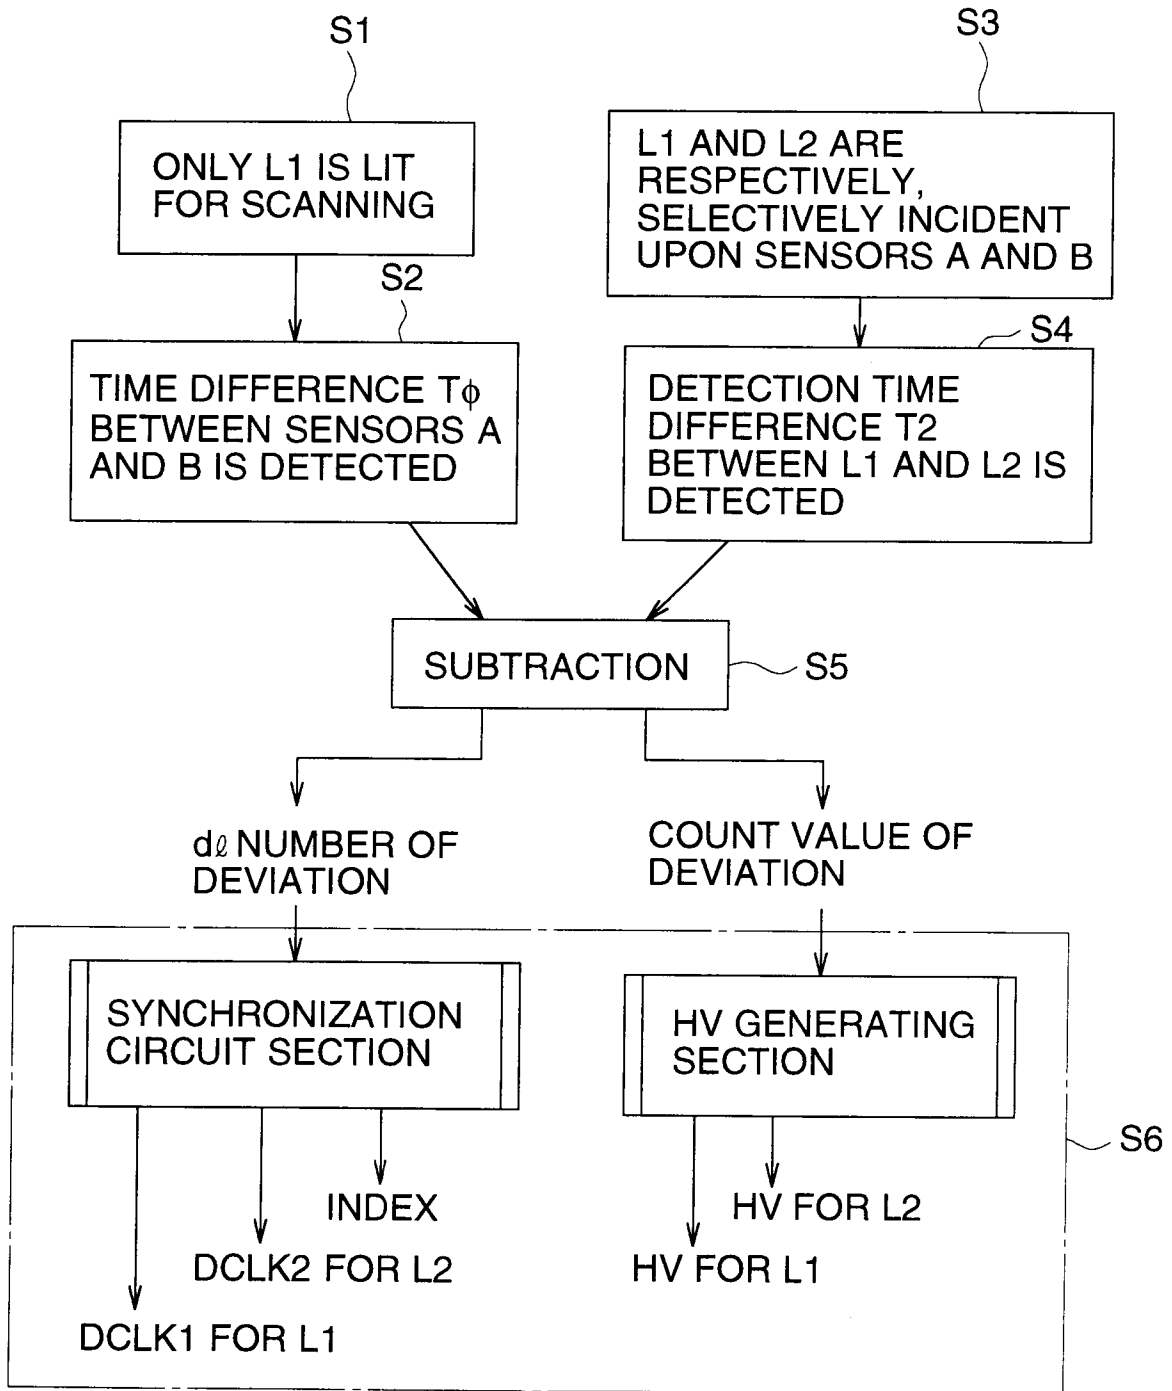 S1
ONLY L1 IS LIT
FOR SCANNING
S2
TIME DIFFERENCE Tϕ
BETWEEN SENSORS A
AND B IS DETECTED
S3
L1 AND L2 ARE
RESPECTIVELY,
SELECTIVELY INCIDENT
UPON SENSORS A AND B
S4
DETECTION TIME
DIFFERENCE T2
BETWEEN L1 AND L2 IS
DETECTED
SUBTRACTION
S5
dℓ NUMBER OF
DEVIATION
COUNT VALUE OF
DEVIATION
SYNCHRONIZATION
CIRCUIT SECTION
HV GENERATING
SECTION
S6
INDEX
DCLK2 FOR L2
DCLK1 FOR L1
HV FOR L2
HV FOR L1